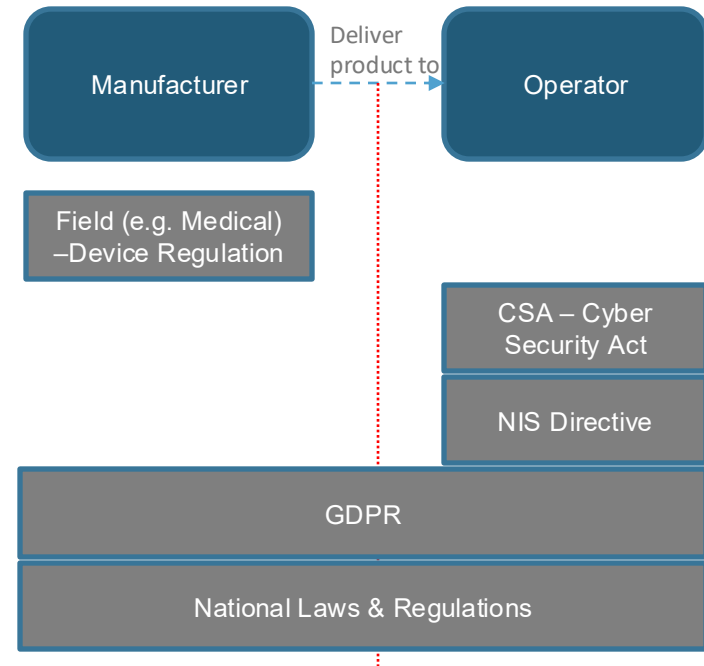 Deliver
product to
Manufacturer
Operator
Field (e.g. Medical)
–Device Regulation
CSA – Cyber
Security Act
NIS Directive
GDPR
National Laws & Regulations